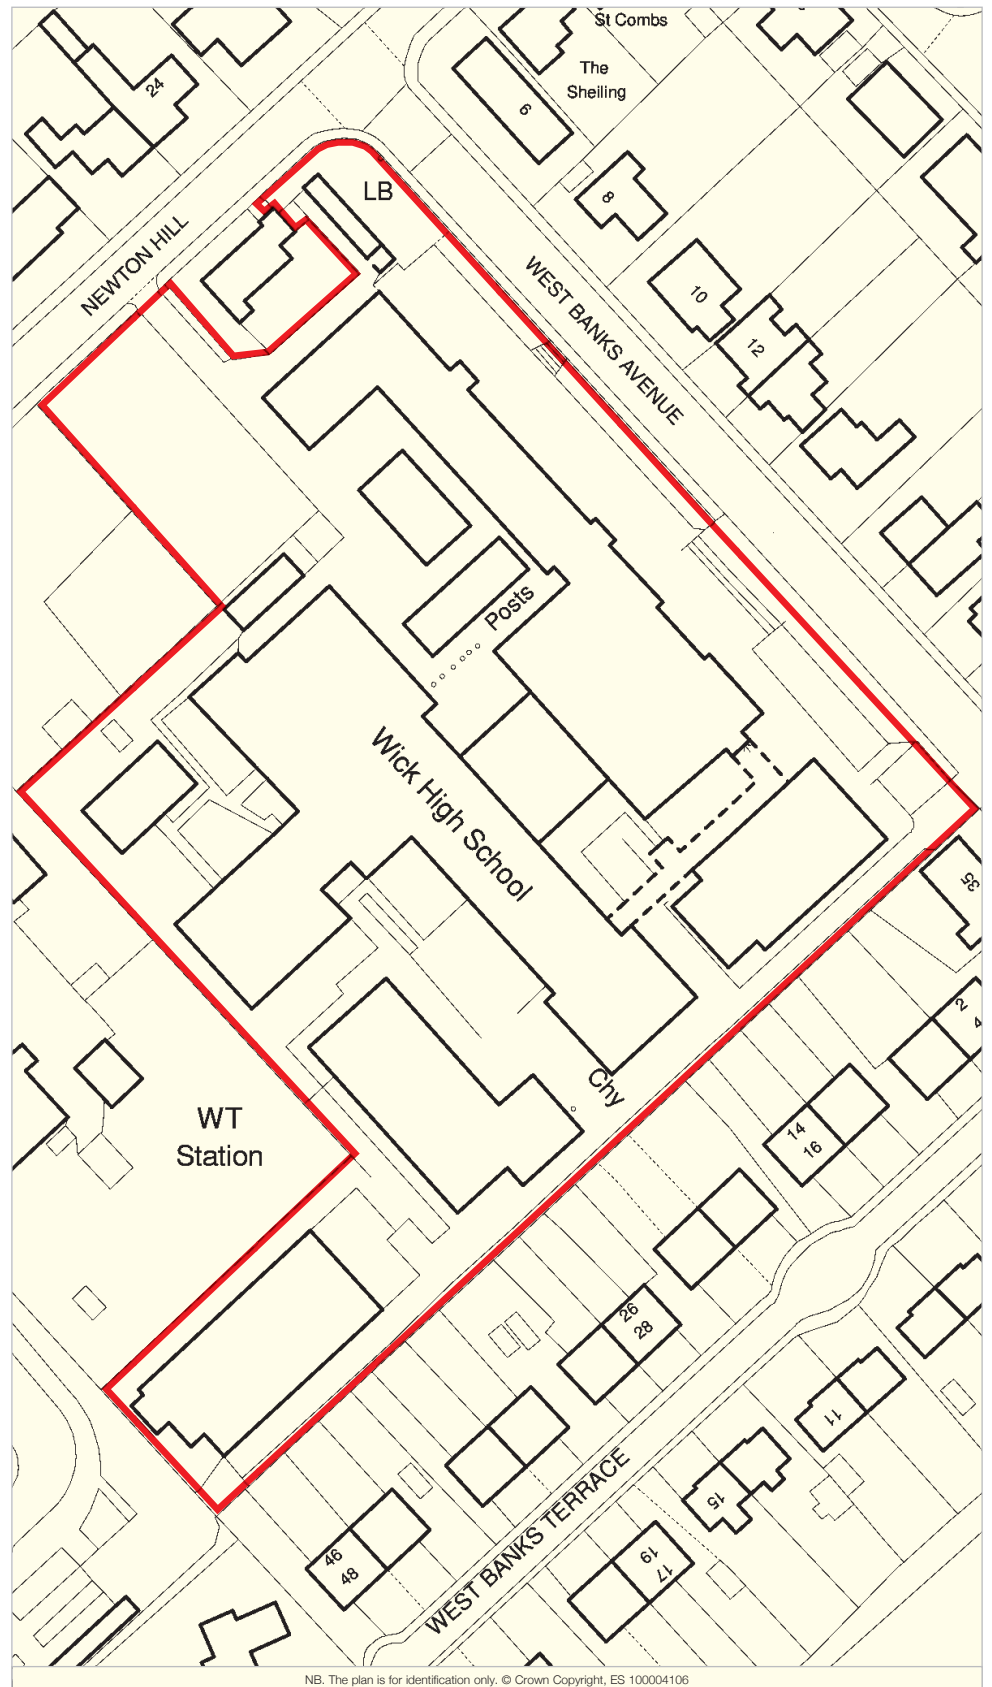 St Combs
The
Sheiling
24
6
8
LB
NEWTON HILL
WEST BANKS AVENUE
10
12
Posts
Wick High School
35
2
4
Chy
WT
Station
14
16
26
28
11
15
WEST BANKS TERRACE
46
48
19
17
NB. The plan is for identification only. © Crown Copyright, ES 100004106